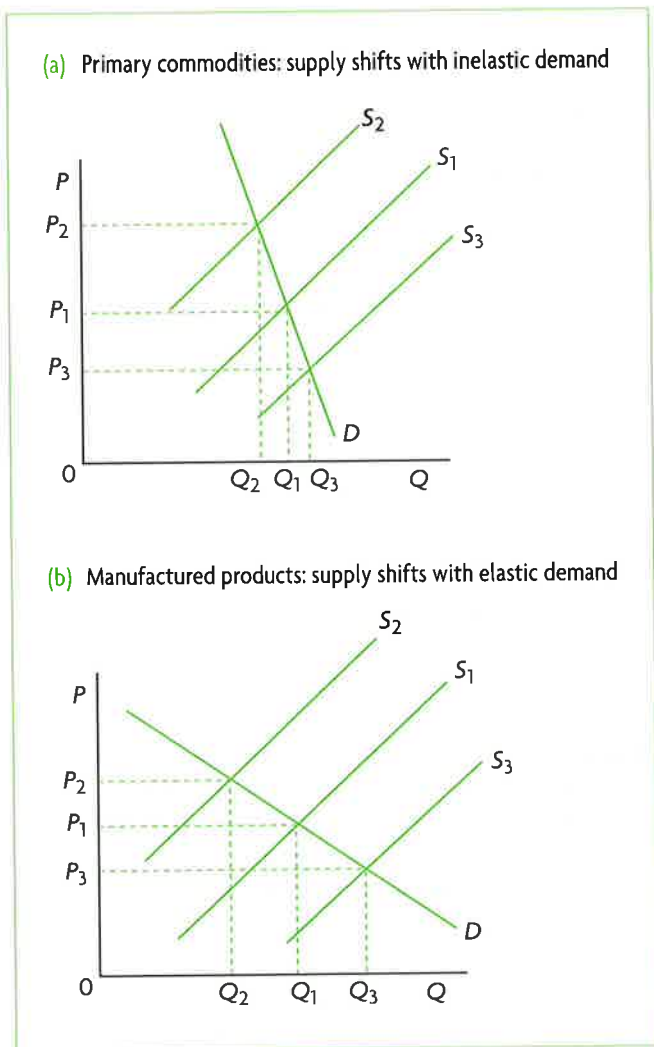 (a) Primary commodities: supply shifts with inelastic demand
S₂
S₁
P
S₃
P₂
P₁
P₃
D
0
Q₂ Q₁ Q₃ Q
(b) Manufactured products: supply shifts with elastic demand
S₂
S₁
P
S₃
P₂
P₁
P₃
D
0
Q₂ Q₁ Q₃ Q